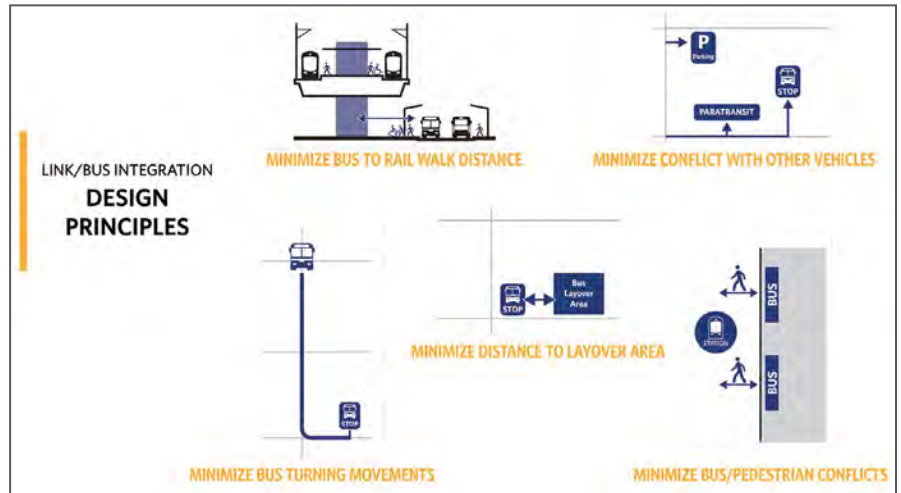 LINK/BUS INTEGRATION
DESIGN
PRINCIPLES
MINIMIZE BUS TO RAIL WALK DISTANCE
P
Parking
STOP
PARATRANSIT
MINIMIZE CONFLICT WITH OTHER VEHICLES
STOP
MINIMIZE BUS TURNING MOVEMENTS
STOP
Bus
Layover
Area
MINIMIZE DISTANCE TO LAYOVER AREA
BUS
STATION
BUS
MINIMIZE BUS/PEDESTRIAN CONFLICTS